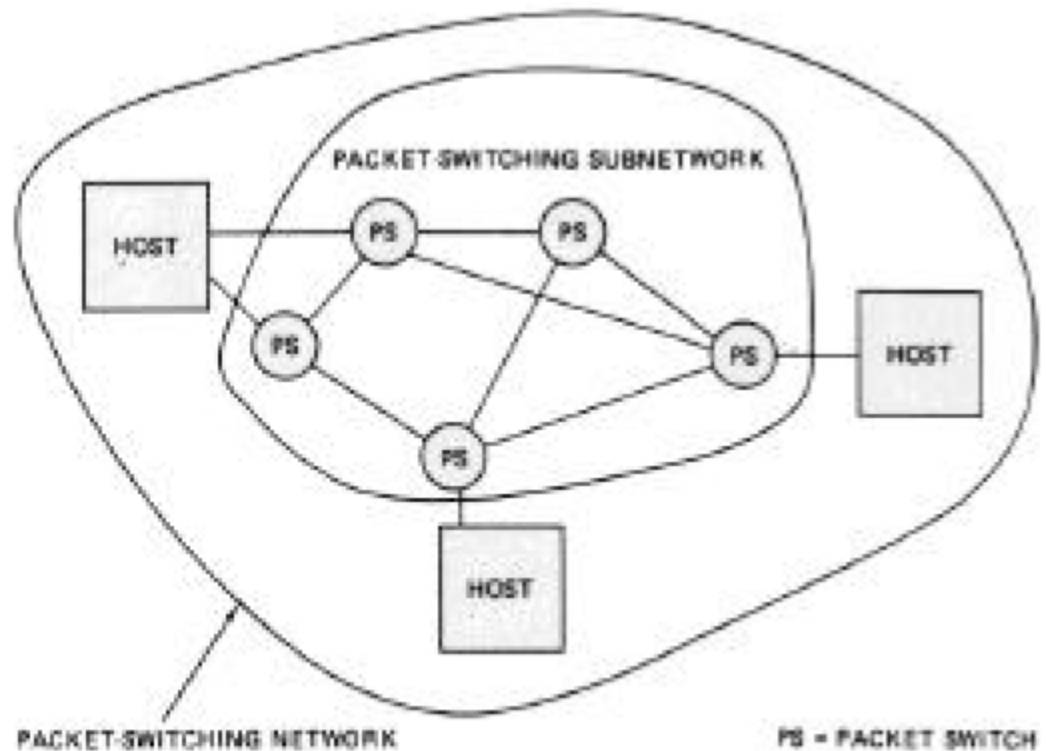 PACKET-SWITCHING SUBNETWORK
HOST
PS
PS
PS
PS
HOST
PS
HOST
PACKET-SWITCHING NETWORK
PS = PACKET SWITCH